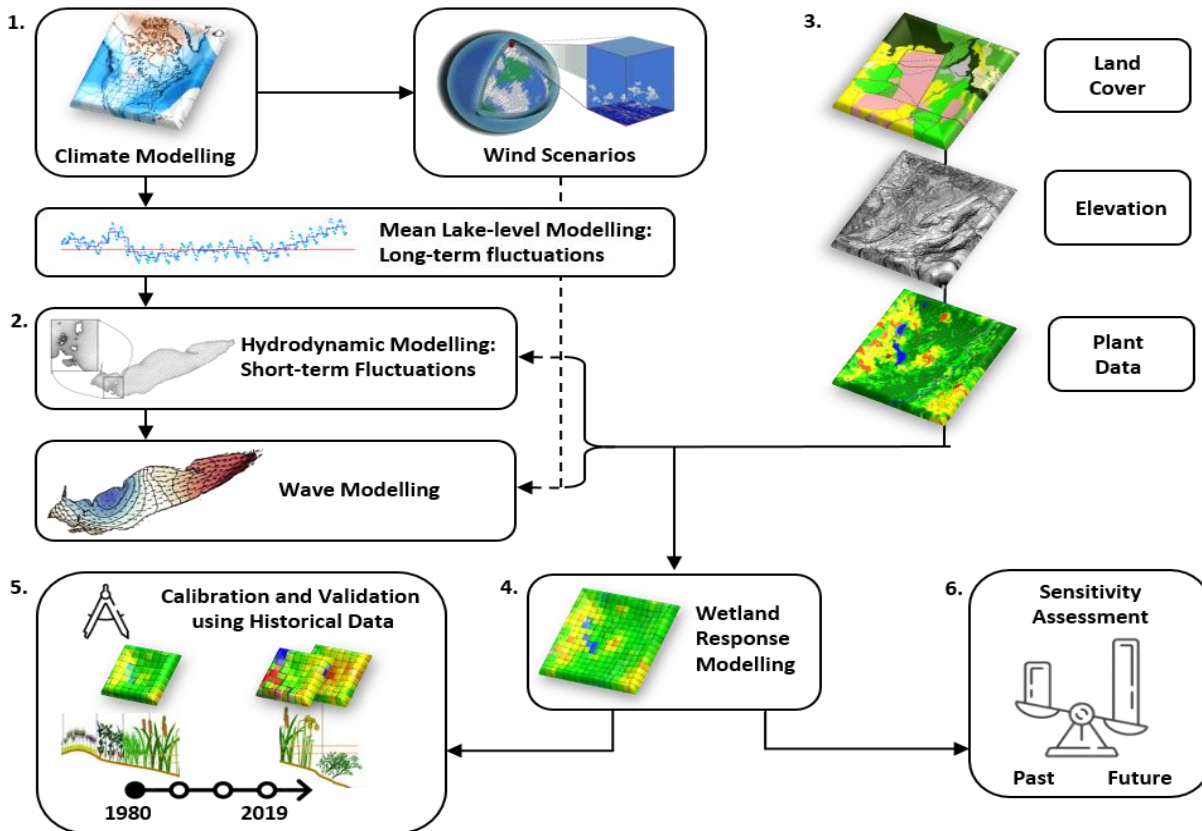 1.
Climate Modelling
Wind Scenarios
Mean Lake-level Modelling:
Long-term fluctuations
2.
Hydrodynamic Modelling:
Short-term Fluctuations
Wave Modelling
3.
Land
Cover
Elevation
Plant
Data
4.
Wetland
Response
Modelling
5.
Calibration and Validation
using Historical Data
1980
2019
6.
Sensitivity
Assessment
Past
Future